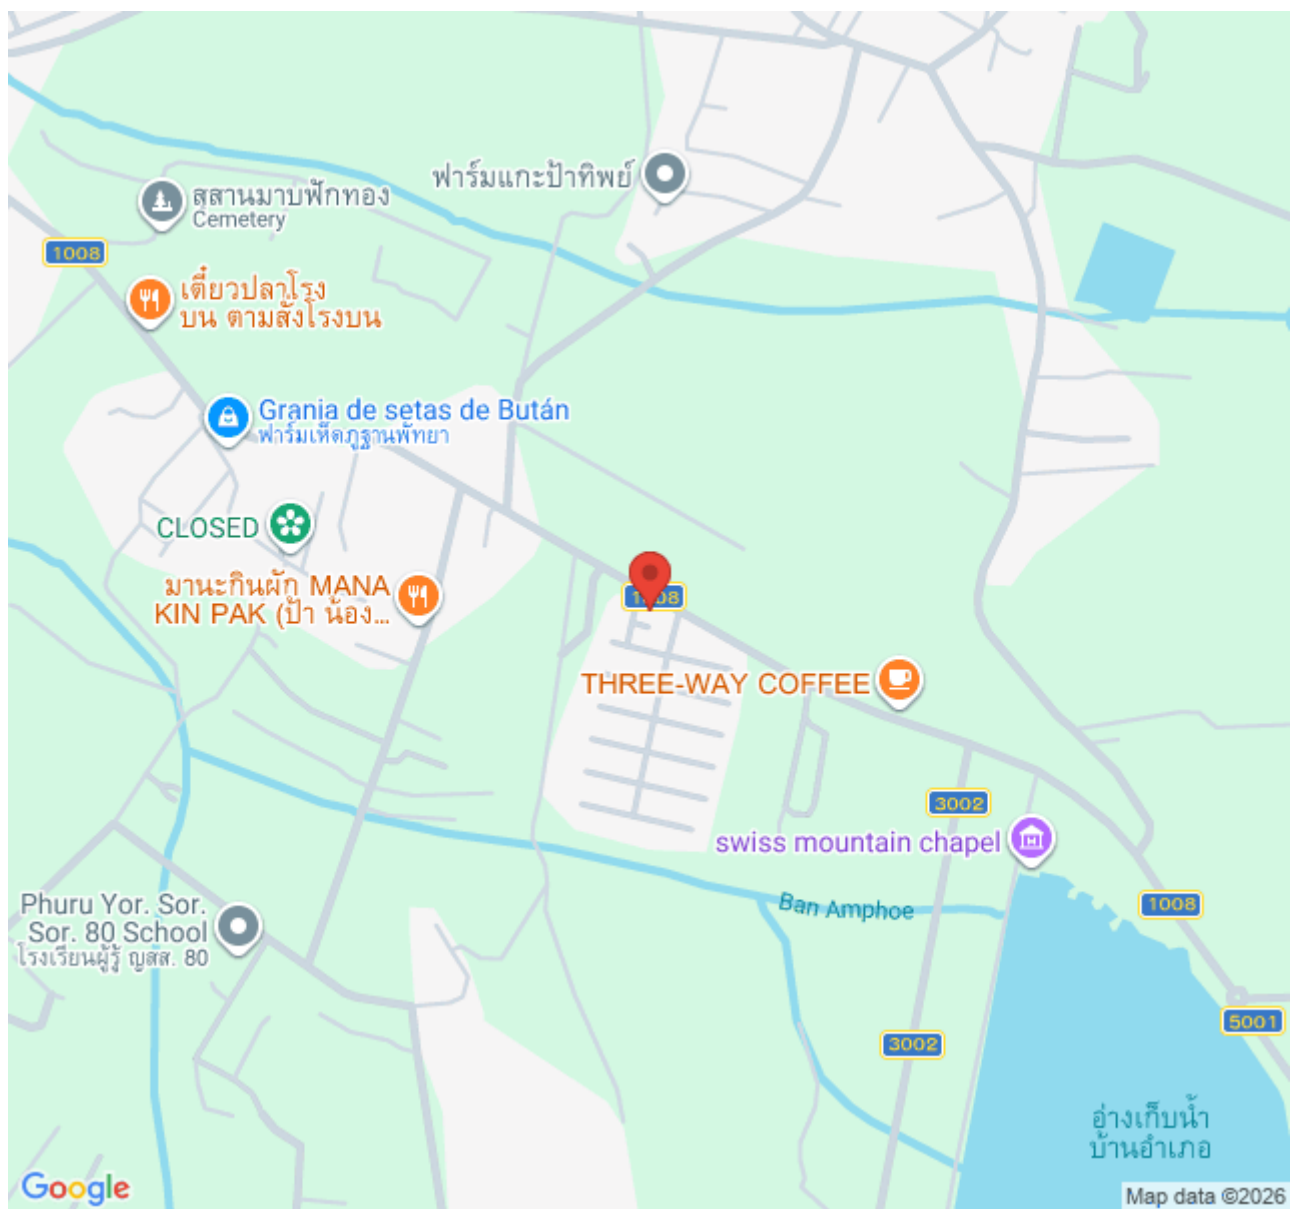 ฟาร์มแกะป้าทิพย์
สุสานมาบฟักทอง
Cemetery
1008
เตี๋ยวปลาโรง
บน ตามสั่งโรงบน
Grania de setas de Bután
ฟาร์มเห็ดภูฐานพัทยา
CLOSED
มานะกินผัก MANA
KIN PAK (ป้า น้อง...
THREE-WAY COFFEE
3002
swiss mountain chapel
Ban Amphoe
1008
Phuru Yor. Sor.
Sor. 80 School
โรงเรียนผู้รู้ ญสส. 80
5001
3002
อ่างเก็บน้ำ
บ้านอำเภอ
Google
Map data ©2026